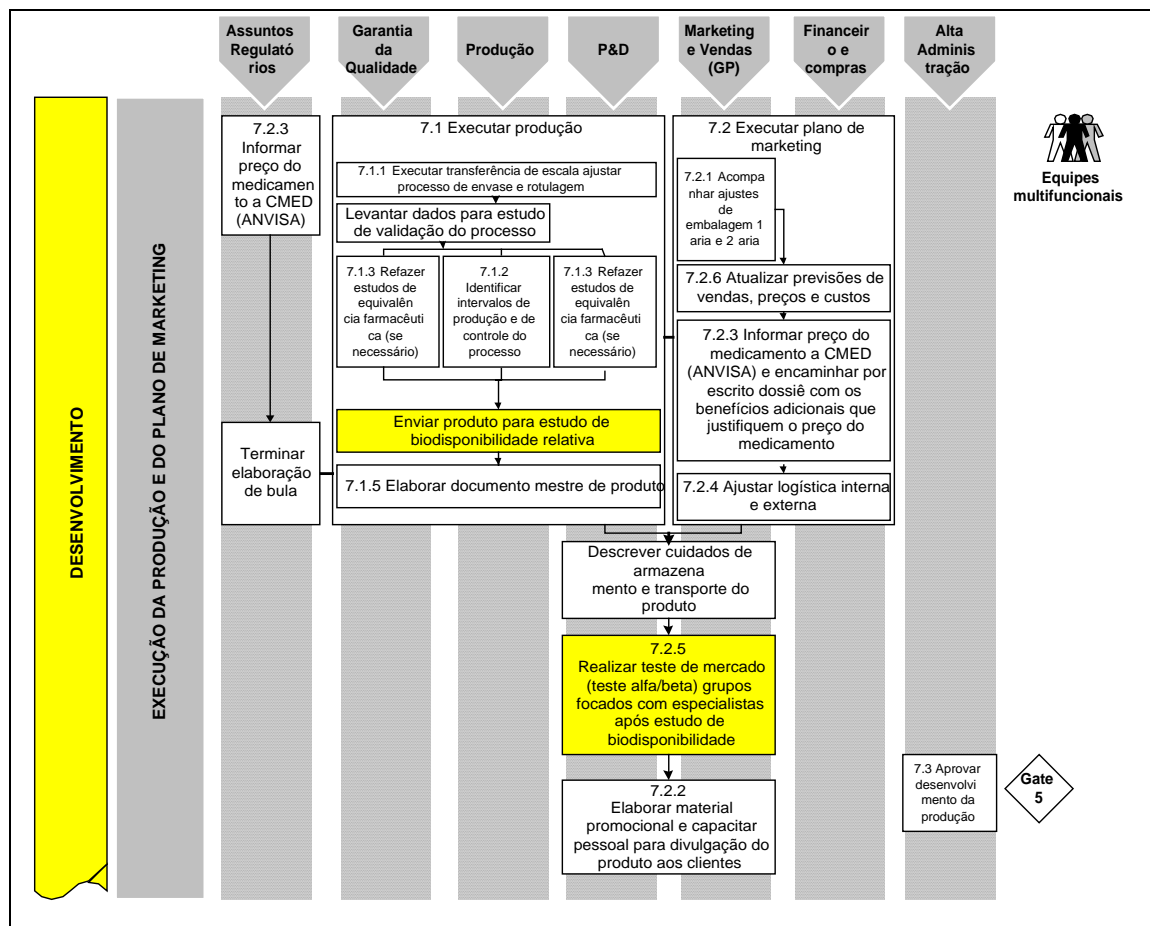 Assuntos
Regulató
rios
Garantia
da
Qualidade
Produção
P&D
Marketing
e Vendas
(GP)
Financeir
o e
compras
Alta
Adminis
tração
DESENVOLVIMENTO
EXECUÇÃO DA PRODUÇÃO E DO PLANO DE MARKETING
7.2.3
Informar
preço do
medicamen
to a CMED
(ANVISA)
Terminar
elaboração
de bula
7.1 Executar produção
7.1.1 Executar transferência de escala ajustar
processo de envase e rotulagem
Levantar dados para estudo
de validação do processo
7.1.3 Refazer
estudos de
equivalên
cia farmacêuti
ca (se
necessário)
7.1.2
Identificar
intervalos de
produção e de
controle do
processo
7.1.3 Refazer
estudos de
equivalên
cia farmacêuti
ca (se
necessário)
Enviar produto para estudo de
biodisponibilidade relativa
7.1.5 Elaborar documento mestre de produto
7.2 Executar plano de
marketing
7.2.1 Acompa
nhar ajustes
de
embalagem 1
aria e 2 aria
7.2.6 Atualizar previsões de
vendas, preços e custos
7.2.3 Informar preço do
medicamento a CMED
(ANVISA) e encaminhar por
escrito dossiê com os
benefícios adicionais que
justifiquem o preço do
medicamento
7.2.4 Ajustar logística interna
e externa
Descrever cuidados de
armazena
mento e transporte do
produto
7.2.5
Realizar teste de mercado
(teste alfa/beta) grupos
focados com especialistas
após estudo de
biodisponibilidade
7.2.2
Elaborar material
promocional e capacitar
pessoal para divulgação do
produto aos clientes
7.3 Aprovar
desenvolvi
mento da
produção
Gate
5
Equipes
multifuncionais